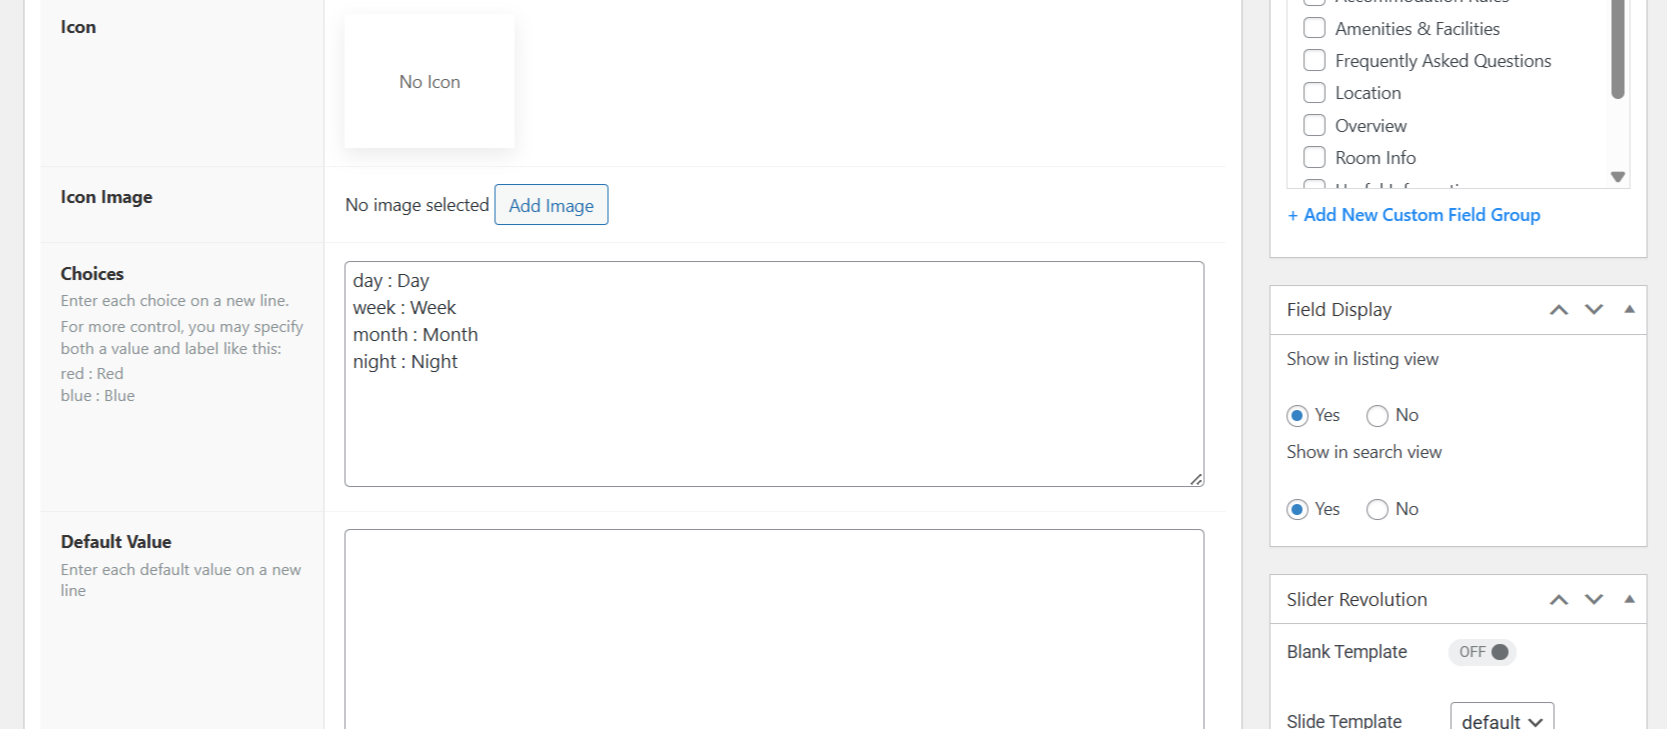 Icon
No Icon
Icon Image
No image selected
Add Image
Choices
Enter each choice on a new line.
For more control, you may specify
both a value and label like this:
red : Red
blue : Blue
day : Day
week : Week
month : Month
night : Night
Default Value
Enter each default value on a new
line
Amenities & Facilities
Frequently Asked Questions
Location
Overview
Room Info
+ Add New Custom Field Group
Field Display
Show in listing view
Yes
No
Show in search view
Yes
No
Slider Revolution
Blank Template
OFF
Slide Template
default